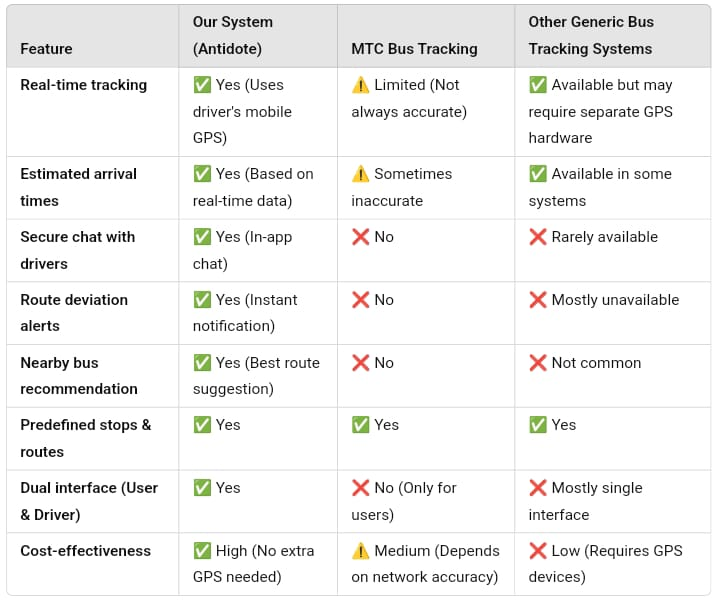 Feature
Our System
(Antidote)
MTC Bus Tracking
Other Generic Bus
Tracking Systems
Real-time tracking
✅ Yes (Uses
driver's mobile
GPS)
⚠️ Limited (Not
always accurate)
✅ Available but may
require separate GPS
hardware
Estimated arrival
times
✅ Yes (Based on
real-time data)
⚠️ Sometimes
inaccurate
✅ Available in some
systems
Secure chat with
drivers
✅ Yes (In-app
chat)
❌ No
❌ Rarely available
Route deviation
alerts
✅ Yes (Instant
notification)
❌ No
❌ Mostly unavailable
Nearby bus
recommendation
✅ Yes (Best route
suggestion)
❌ No
❌ Not common
Predefined stops &
routes
✅ Yes
✅ Yes
✅ Yes
Dual interface (User
& Driver)
✅ Yes
❌ No (Only for
users)
❌ Mostly single
interface
Cost-effectiveness
✅ High (No extra
GPS needed)
⚠️ Medium (Depends
on network accuracy)
❌ Low (Requires GPS
devices)